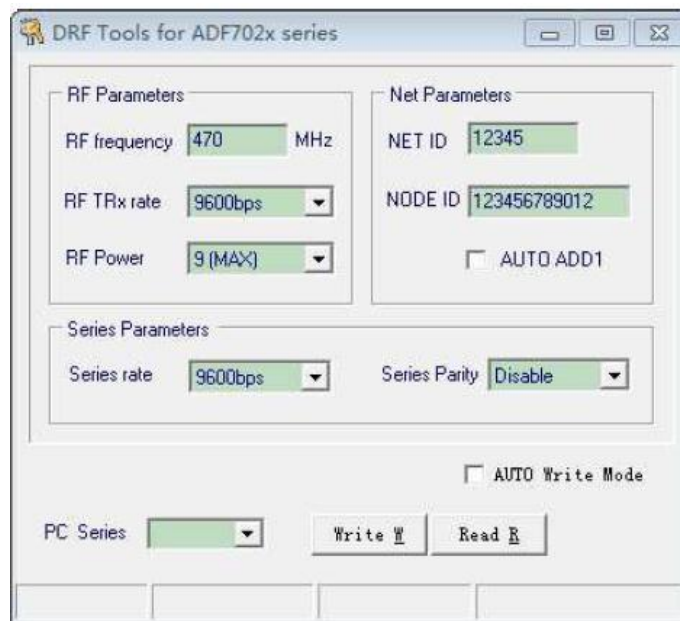 DRF Tools for ADF702x series
RF Parameters
RF frequency 470 MHz
RF TRx rate 9600bps
RF Power 9 (MAX)
Net Parameters
NET ID 12345
NODE ID 123456789012
AUTO ADD1
Series Parameters
Series rate 9600bps Series Parity Disable
AUTO Write Mode
PC Series Write W Read R